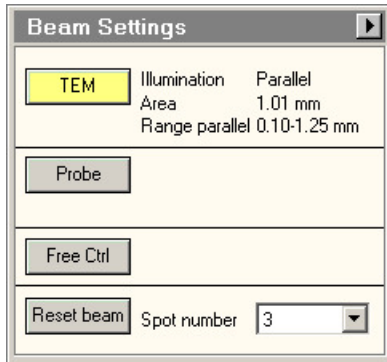 Beam Settings
TEM Illumination Parallel
Area 1.01 mm
Range parallel 0.10-1.25 mm
Probe
Free Ctrl
Reset beam Spot number 3